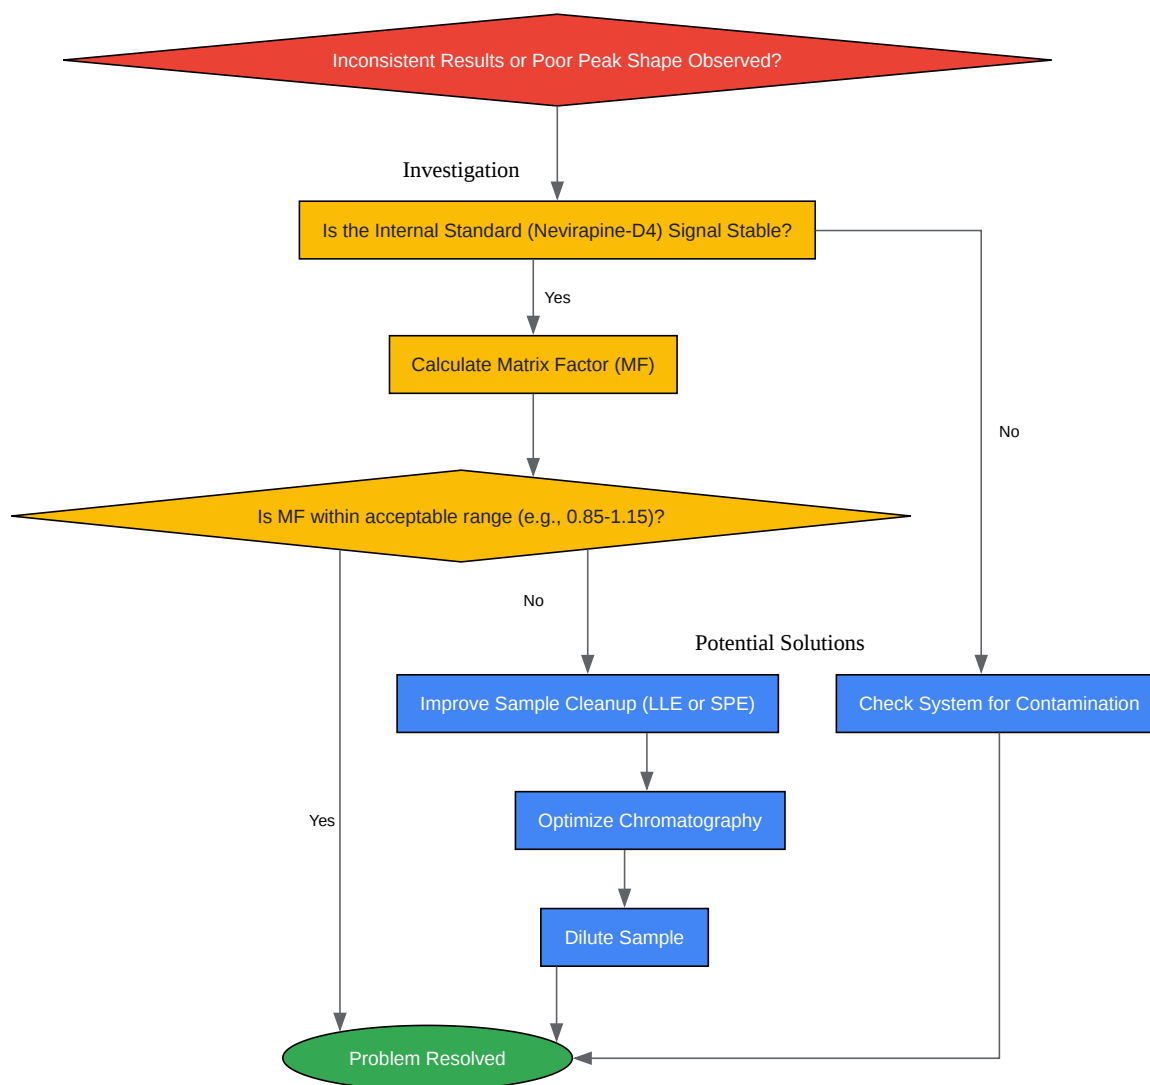 Inconsistent Results or Poor Peak Shape Observed?
Investigation
Is the Internal Standard (Nevirapine-D4) Signal Stable?
Yes
Calculate Matrix Factor (MF)
No
Is MF within acceptable range (e.g., 0.85-1.15)?
No
Potential Solutions
Improve Sample Cleanup (LLE or SPE)
Check System for Contamination
Optimize Chromatography
Yes
Dilute Sample
Problem Resolved